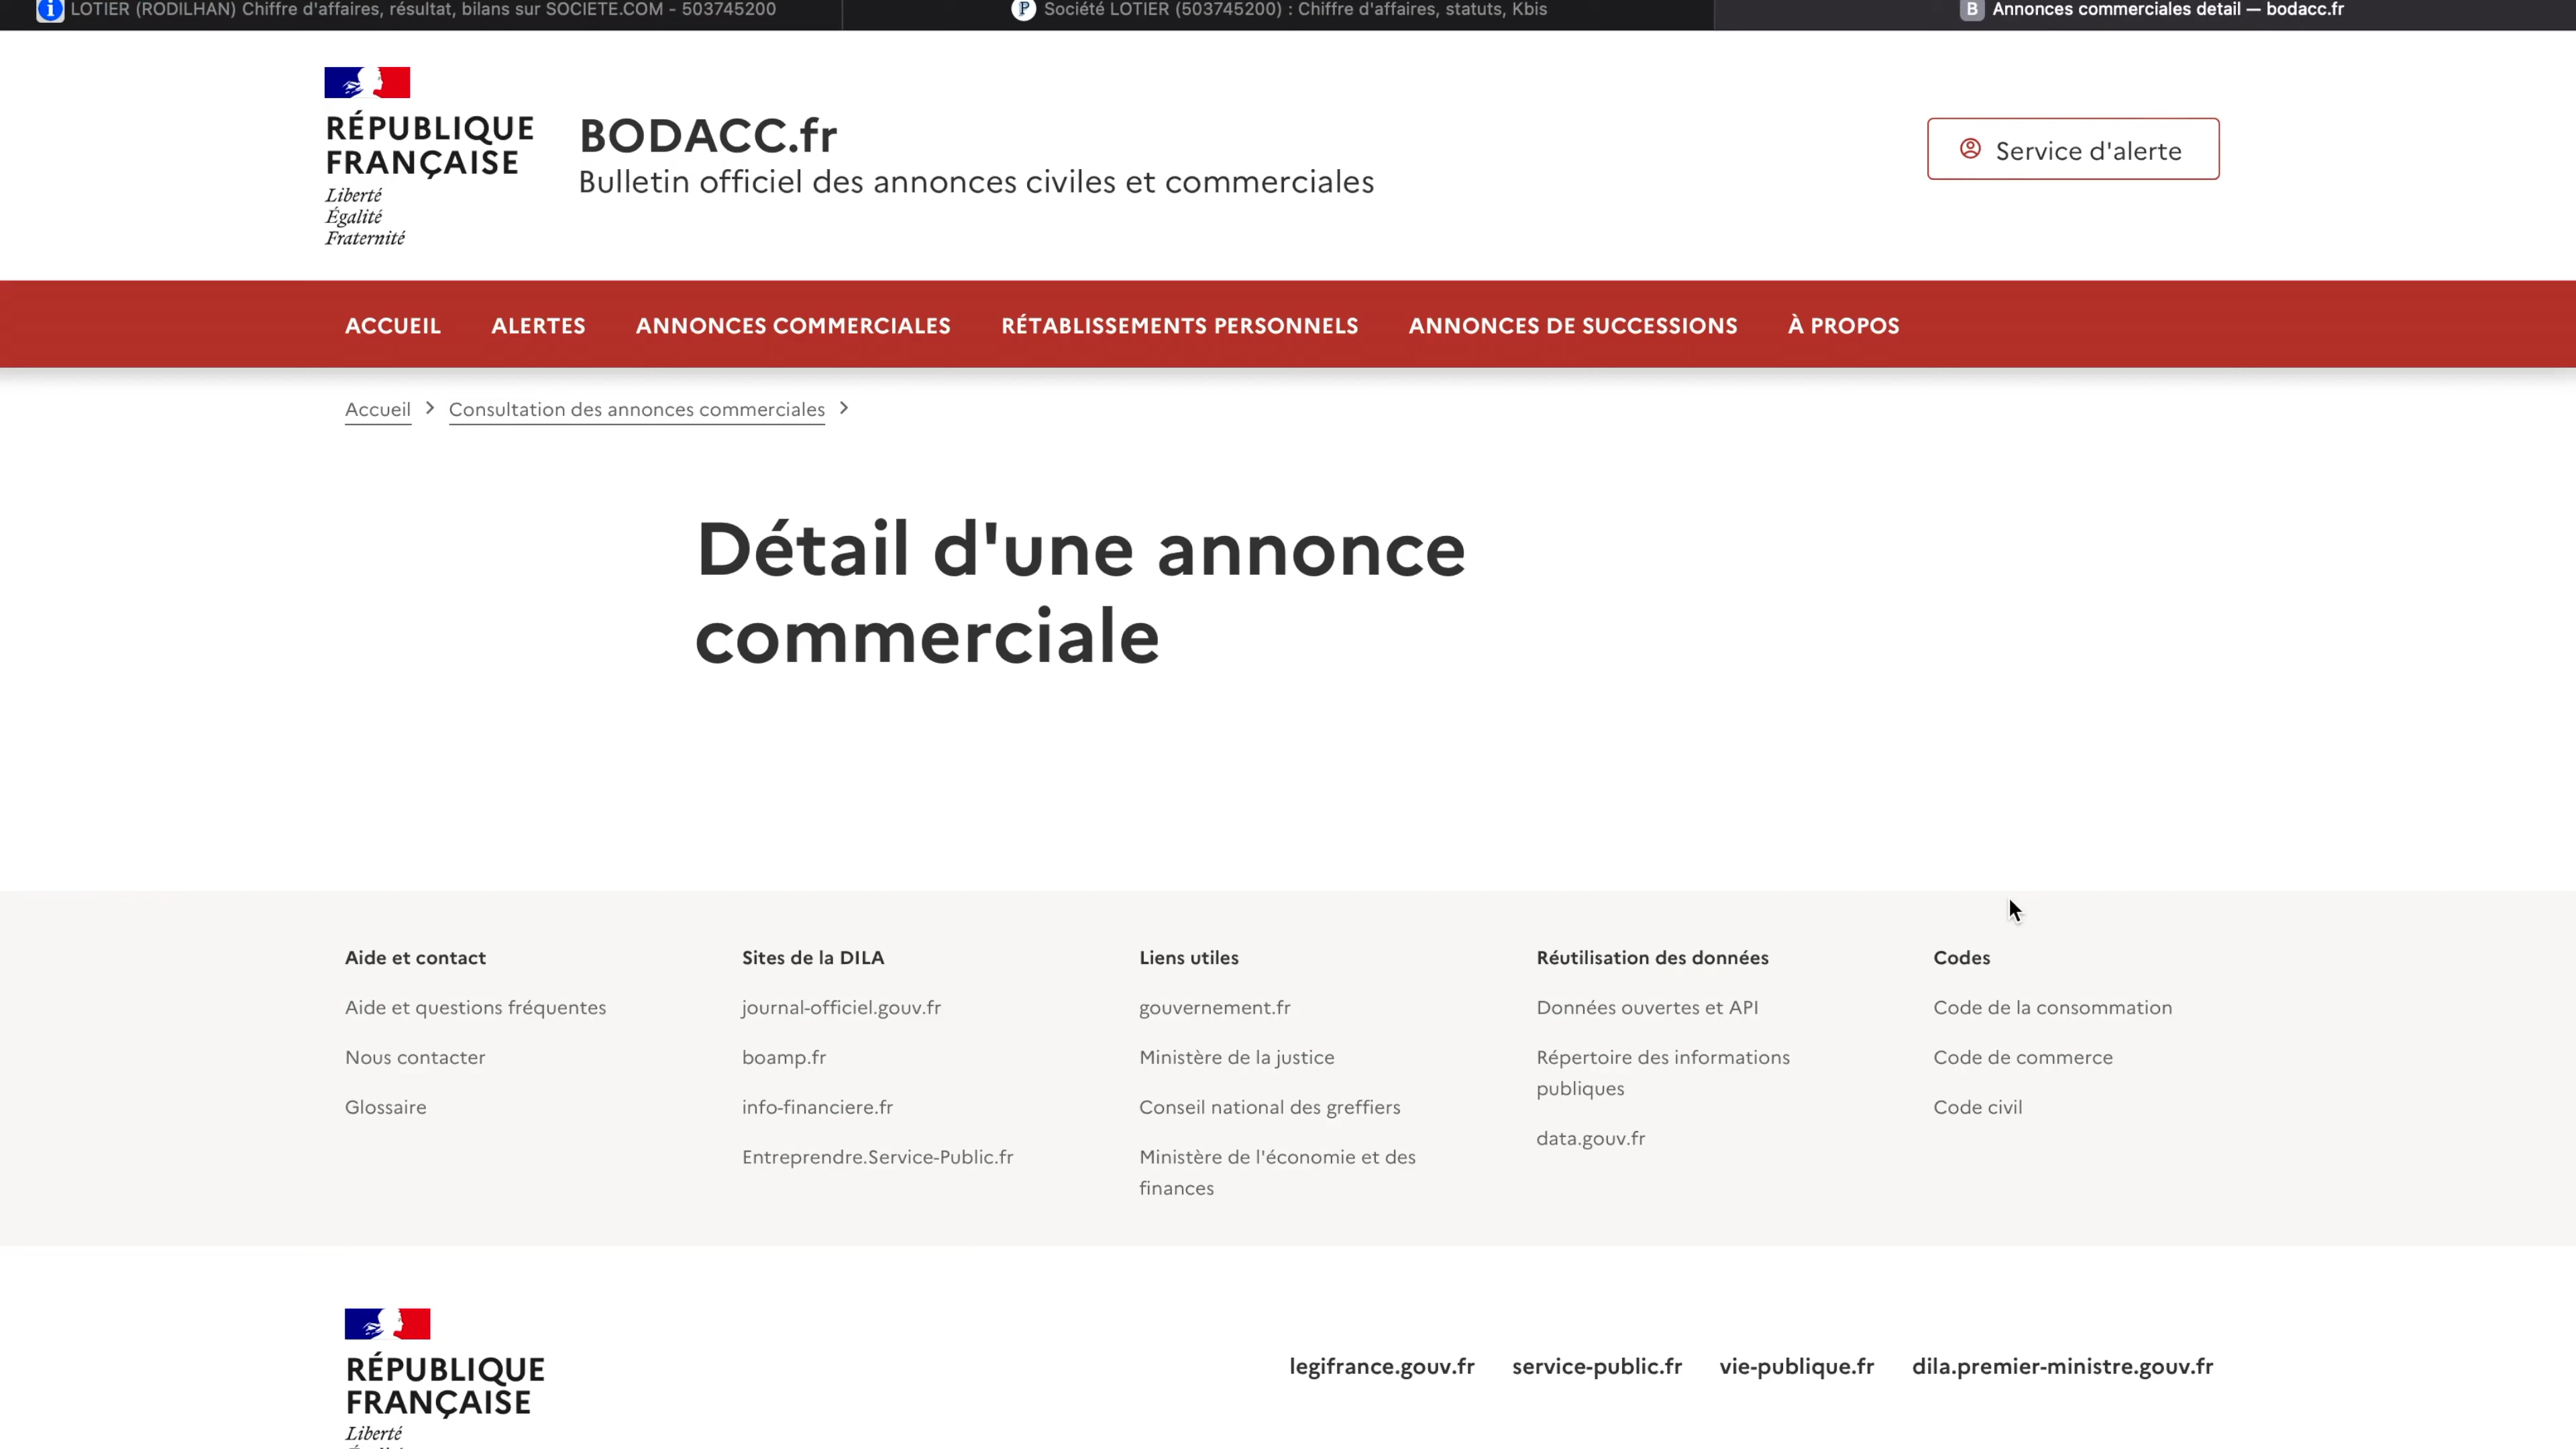 LOTIER (RODILHAN) Chiffre d'affaires, résultat, bilans sur SOCIETE.COM - 503745200
Société LOTIER (503745200) : Chiffre d'affaires, statuts, Kbis
B Annonces commerciales detail — bodacc.fr
RÉPUBLIQUE
FRANÇAISE
Liberté
Égalité
Fraternité
BODACC.fr
Bulletin officiel des annonces civiles et commerciales
Service d'alerte
ACCUEIL ALERTES ANNONCES COMMERCIALES RÉTABLISSEMENTS PERSONNELS ANNONCES DE SUCCESSIONS À PROPOS
Accueil > Consultation des annonces commerciales >
Détail d'une annonce
commerciale
Aide et contact
Aide et questions fréquentes
Nous contacter
Glossaire
Sites de la DILA
journal-officiel.gouv.fr
boamp.fr
info-financiere.fr
Entreprendre.Service-Public.fr
Liens utiles
gouvernement.fr
Ministère de la justice
Conseil national des greffiers
Ministère de l'économie et des
finances
Réutilisation des données
Données ouvertes et API
Répertoire des informations
publiques
data.gouv.fr
Codes
Code de la consommation
Code de commerce
Code civil
RÉPUBLIQUE
FRANÇAISE
Liberté
legifrance.gouv.fr service-public.fr vie-publique.fr dila.premier-ministre.gouv.fr